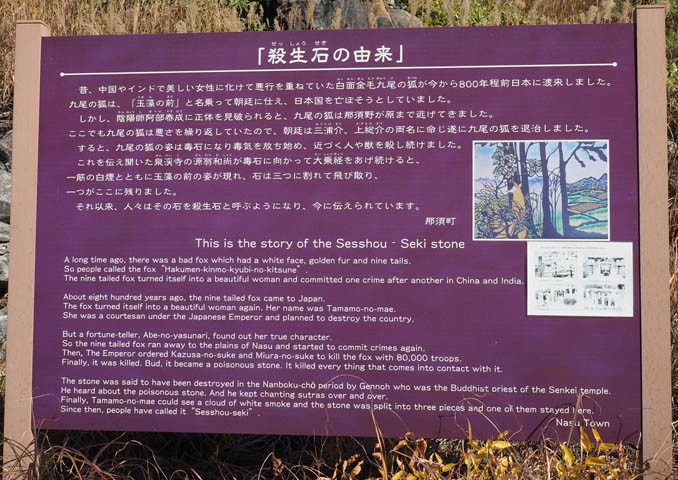 「殺生石の由来」
昔、中国やインドで美しい女性に化けて悪行を重ねていた白面金毛九尾の狐が今から800年程前日本に渡来しました。
九尾の狐は、「玉藻の前」と名乗って朝廷に仕え、日本国を亡ぼそうとしていました。
しかし、陰陽師阿部泰成に正体を見破られると、九尾の狐は那須野が原まで逃げてきました。
ここでも九尾の狐は悪さを繰り返していたので、朝廷は三浦介、上総介の両名に命じ遂に九尾の狐を退治しました。
すると、九尾の狐の姿は毒石になり毒気を放ち始め、近づく人や獣を殺し続けました。
これを伝え聞いた泉渓寺の源翁和尚が毒石に向かって大乗経をあげ続けると、
一筋の白煙とともに玉藻の前の姿が現れ、石は三つに割れて飛び散り、
一つがここに残りました。
それ以来、人々はその石を殺生石と呼ぶようになり、今に伝えられています。
那須町
This is the story of the Sesshou - Seki stone
A long time ago, there was a bad fox which had a white face, golden fur and nine tails.
So people called the fox “Hakumen-kinmo-kyubi-no-kitsune”.
The nine tailed fox turned itself into a beautiful woman and committed one crime after another in China and India.
About eight hundred years ago, the nine tailed fox came to Japan.
The fox turned itself into a beautiful woman again. Her name was Tamamo-no-mae.
She was a courtesan under the Japanese Emperor and planned to destroy the country.
But a fortune-teller, Abe-no-yasunari, found out her true character.
So the nine tailed fox ran away to the plains of Nasu and started to commit crimes again.
Then, The Emperor ordered Kazusa-no-suke and Miura-no-suke to kill the fox with 80,000 troops.
Finally, it was killed. Bud, it became a poisonous stone. It killed every thing that comes into contact with it.
The stone was said to have been destroyed in the Nanboku-chō period by Gennoh who was the Buddhist priest of the Senkei temple.
He heard about the poisonous stone. And he kept chanting sutras over and over.
Finally, Tamamo-no-mae could see a cloud of white smoke and the stone was split into three pieces and one of them stayed here.
Since then, people have called it “Sesshou-seki”.
Nasu Town